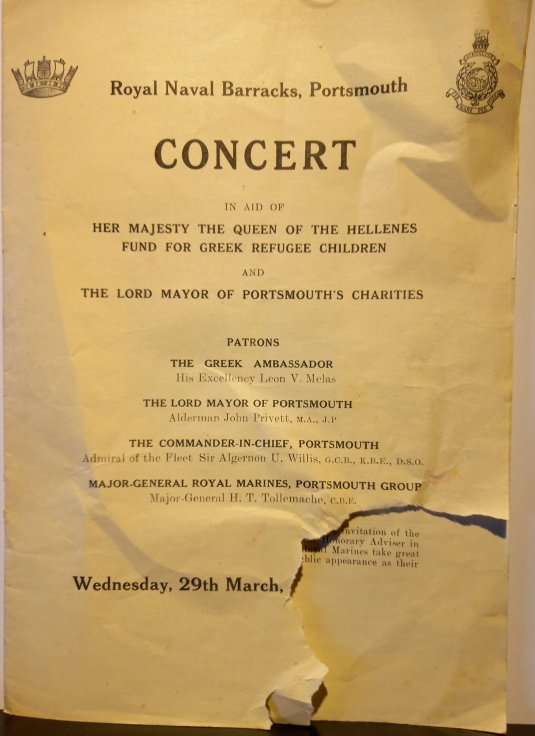 Royal Naval Barracks, Portsmouth
CONCERT
IN AID OF
HER MAJESTY THE QUEEN OF THE HELLENES
FUND FOR GREEK REFUGEE CHILDREN
AND
THE LORD MAYOR OF PORTSMOUTH'S CHARITIES
PATRONS
THE GREEK AMBASSADOR
His Excellency Leon V. Melas
THE LORD MAYOR OF PORTSMOUTH
Alderman John Privett, M.A., J.P
THE COMMANDER-IN-CHIEF, PORTSMOUTH
Admiral of the Fleet Sir Algernon U. Willis, G.C.B., K.B.E., D.S.O.
MAJOR-GENERAL ROYAL MARINES, PORTSMOUTH GROUP
Major-General H. T. Tollemache, C.B.E.
invitation of the
Honorary Adviser in
Marines take great
appearance as their
Wednesday, 29th March,